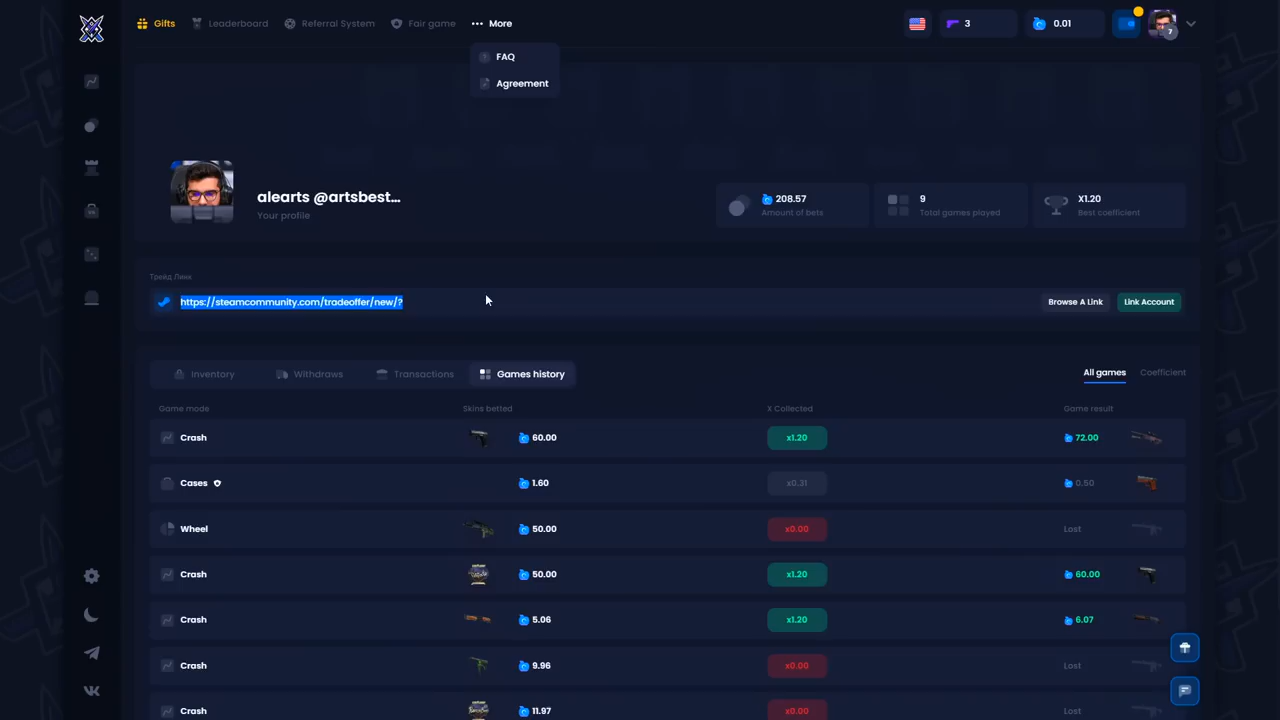 Gifts Leaderboard Referral System Fair game More 3 0.01
7
FAQ
Agreement
alearts @artsbest...
Your profile
208.57
Amount of bets
9
Total games played
X1.20
Best coefficient
Трейд Линк
https://steamcommunity.com/tradeoffer/new/?
Browse A Link Link Account
Inventory Withdraws Transactions Games history All games Coefficient
Game mode Skins betted X Collected Game result
Crash 60.00 x1.20 72.00
Cases 1.60 x0.31 0.50
Wheel 50.00 x0.00 Lost
Crash 50.00 x1.20 60.00
Crash 5.06 x1.20 6.07
Crash 9.96 x0.00 Lost
Crash 11.97 x0.00 Lost